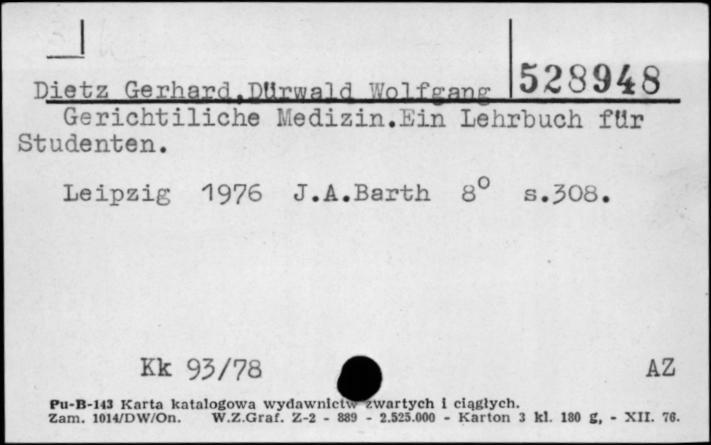 528948
Dietz Gerhard,Dürwald Wolfgang
Gerichtiliche Medizin.Ein Lehrbuch für
Studenten.
Leipzig 1976 J.A.Barth 8° s.308.
Kk 93/78 AZ
Pu-B-143 Karta katalogowa wydawnictw zwartych i ciągłych.
Zam. 1014/DW/On. W.Z.Graf. Z-2 - 889 - 2.525.000 - Karton 3 kl. 180 g, - XII. 76.